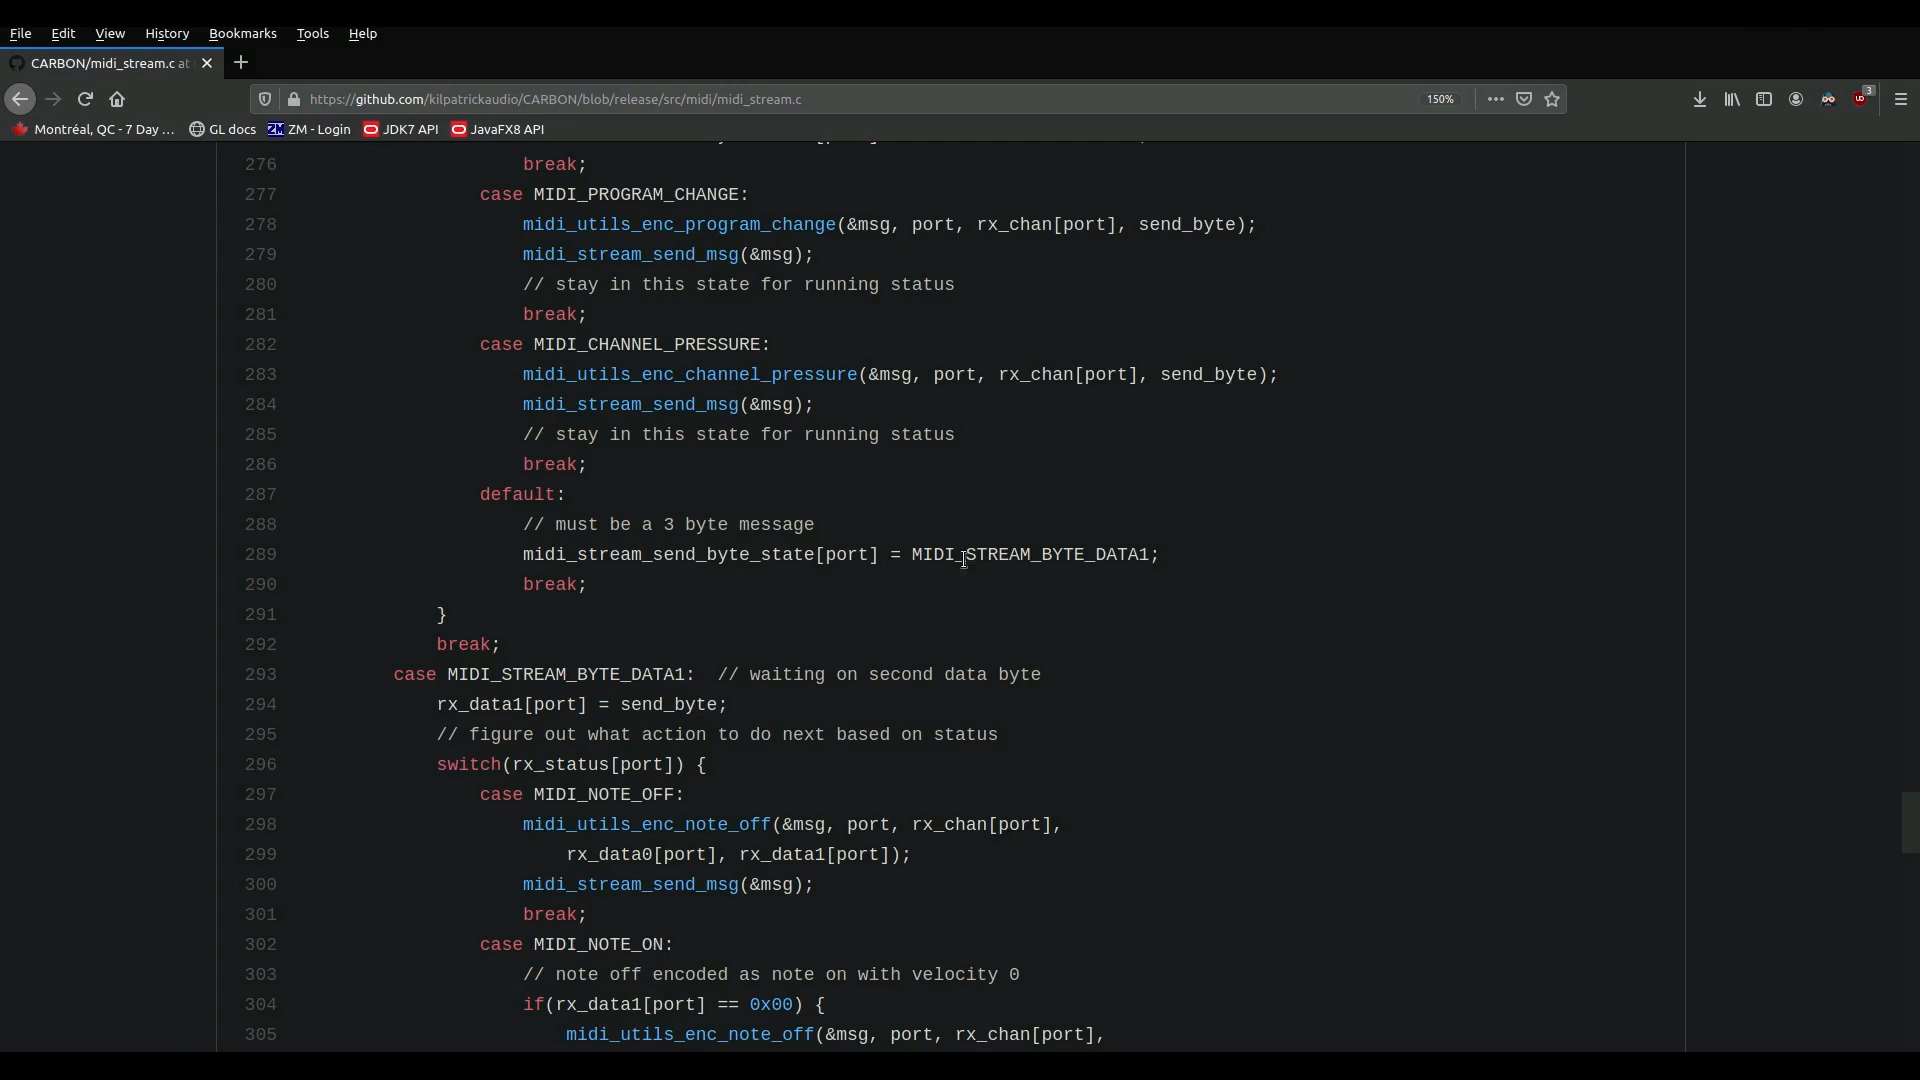 File Edit View History Bookmarks Tools Help
CARBON/midi_stream.c at
https://github.com/kilpatrickaudio/CARBON/blob/release/src/midi/midi_stream.c 150% 3
Montréal, QC - 7 Day ... GL docs ZM - Login JDK7 API JavaFX8 API
276 break;
277 case MIDI_PROGRAM_CHANGE:
278 midi_utils_enc_program_change(&msg, port, rx_chan[port], send_byte);
279 midi_stream_send_msg(&msg);
280 // stay in this state for running status
281 break;
282 case MIDI_CHANNEL_PRESSURE:
283 midi_utils_enc_channel_pressure(&msg, port, rx_chan[port], send_byte);
284 midi_stream_send_msg(&msg);
285 // stay in this state for running status
286 break;
287 default:
288 // must be a 3 byte message
289 midi_stream_send_byte_state[port] = MIDI_STREAM_BYTE_DATA1;
290 break;
291 }
292 break;
293 case MIDI_STREAM_BYTE_DATA1:  // waiting on second data byte
294 rx_data1[port] = send_byte;
295 // figure out what action to do next based on status
296 switch(rx_status[port]) {
297 case MIDI_NOTE_OFF:
298 midi_utils_enc_note_off(&msg, port, rx_chan[port],
299 rx_data0[port], rx_data1[port]);
300 midi_stream_send_msg(&msg);
301 break;
302 case MIDI_NOTE_ON:
303 // note off encoded as note on with velocity 0
304 if(rx_data1[port] == 0x00) {
305 midi_utils_enc_note_off(&msg, port, rx_chan[port],